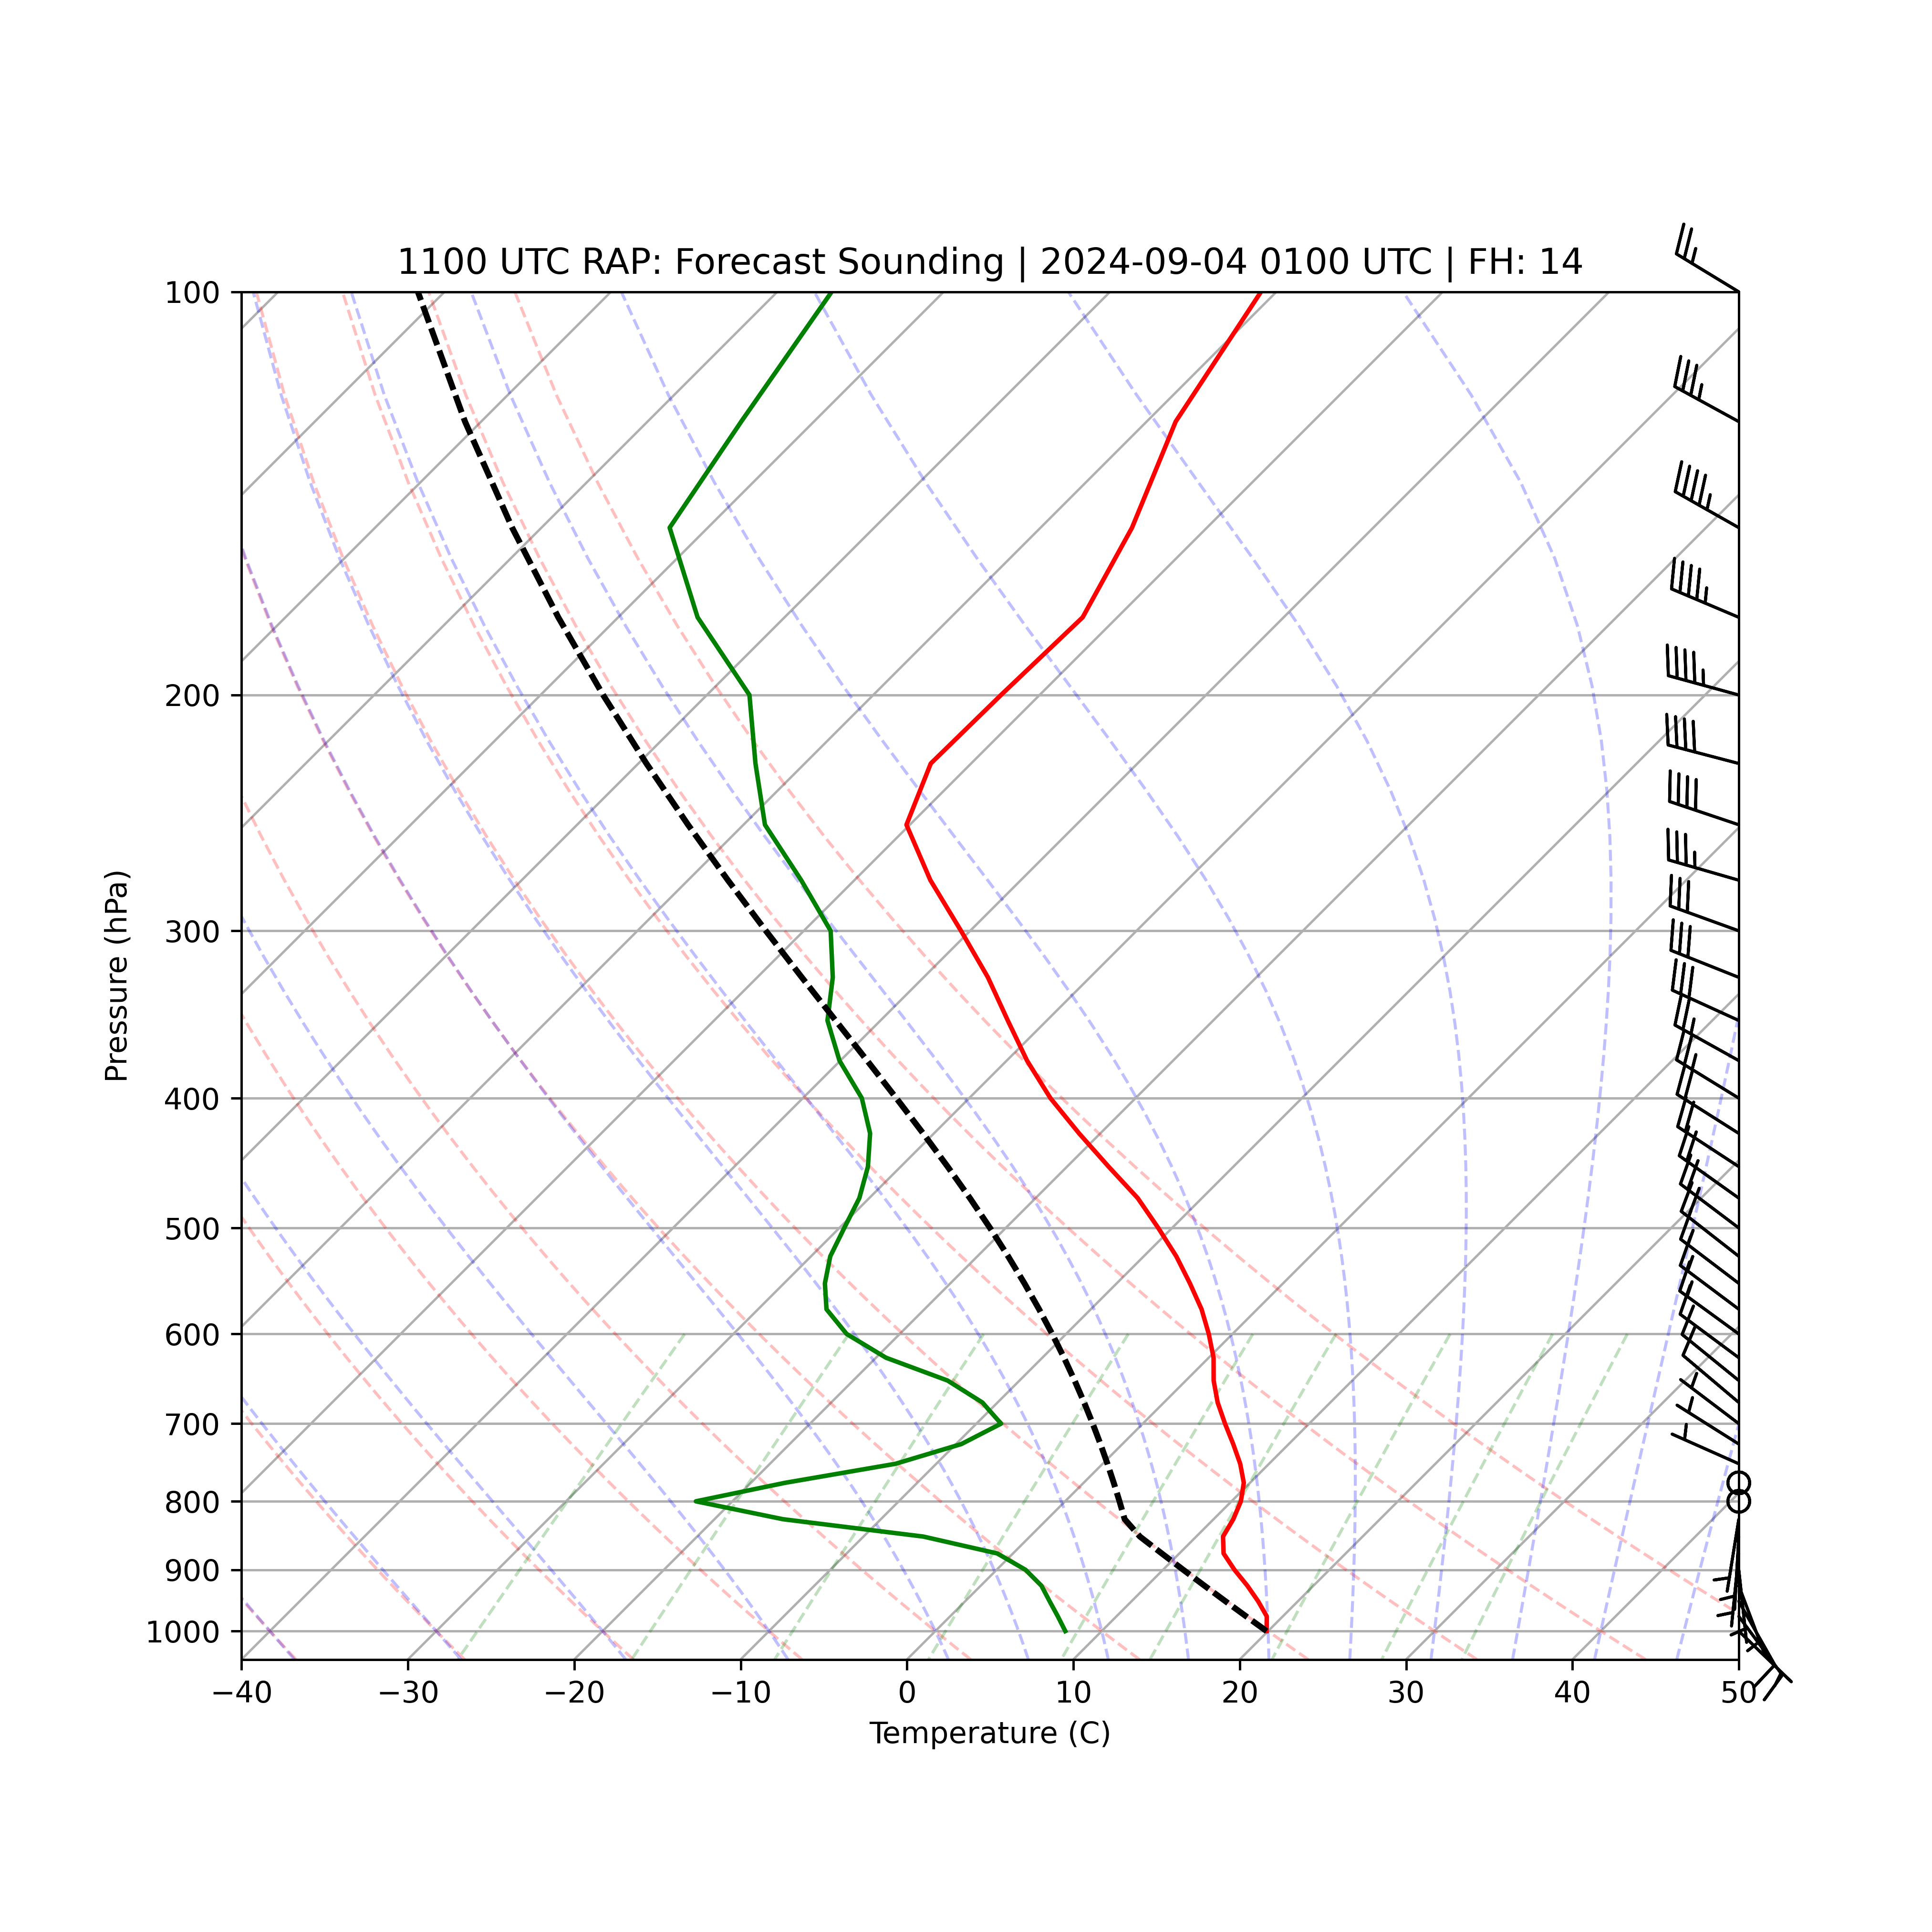 1100 UTC RAP: Forecast Sounding | 2024-09-04 0100 UTC | FH: 14
100
200
300
400
500
600
700
800
900
1000
Pressure (hPa)
−40 −30 −20 −10 0 10 20 30 40 50
Temperature (C)